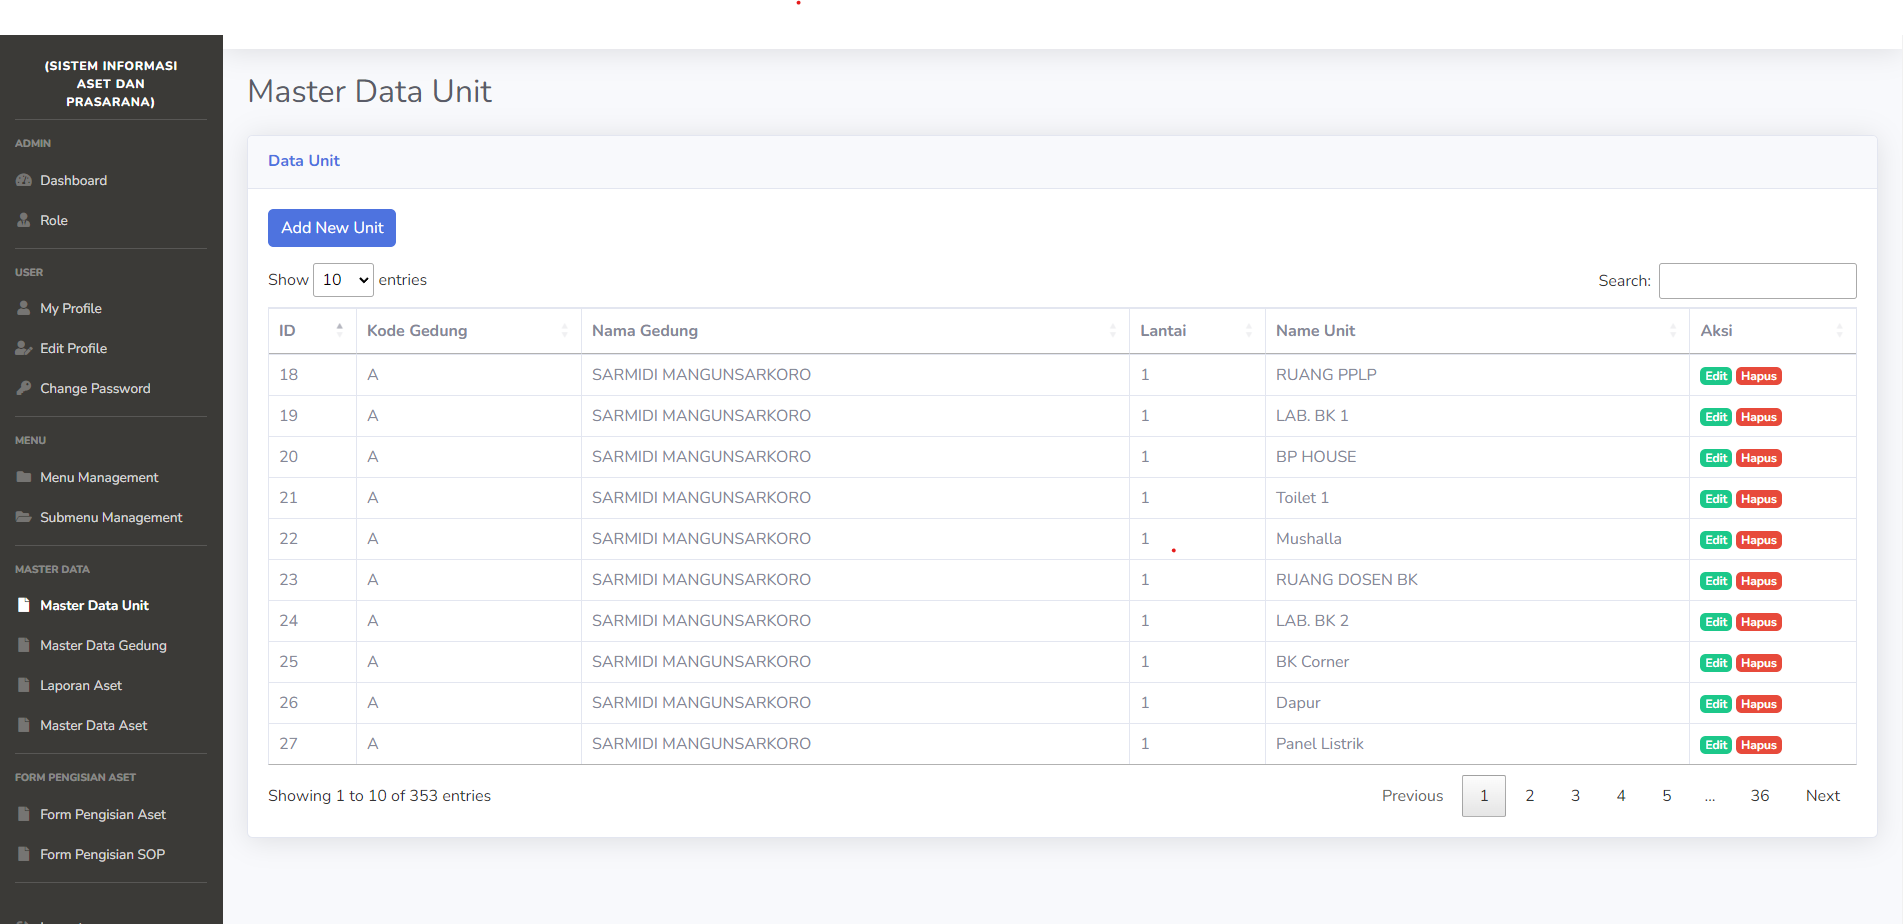 (SISTEM INFORMASI
ASET DAN
PRASARANA)
ADMIN
Dashboard
Role
USER
My Profile
Edit Profile
Change Password
MENU
Menu Management
Submenu Management
MASTER DATA
Master Data Unit
Master Data Gedung
Laporan Aset
Master Data Aset
FORM PENGISIAN ASET
Form Pengisian Aset
Form Pengisian SOP
Master Data Unit
Data Unit
Add New Unit
Show 10 entries Search:
ID Kode Gedung Nama Gedung Lantai Name Unit Aksi
18 A SARMIDI MANGUNSARKORO 1 RUANG PPLP Edit Hapus
19 A SARMIDI MANGUNSARKORO 1 LAB. BK 1 Edit Hapus
20 A SARMIDI MANGUNSARKORO 1 BP HOUSE Edit Hapus
21 A SARMIDI MANGUNSARKORO 1 Toilet 1 Edit Hapus
22 A SARMIDI MANGUNSARKORO 1 Mushalla Edit Hapus
23 A SARMIDI MANGUNSARKORO 1 RUANG DOSEN BK Edit Hapus
24 A SARMIDI MANGUNSARKORO 1 LAB. BK 2 Edit Hapus
25 A SARMIDI MANGUNSARKORO 1 BK Corner Edit Hapus
26 A SARMIDI MANGUNSARKORO 1 Dapur Edit Hapus
27 A SARMIDI MANGUNSARKORO 1 Panel Listrik Edit Hapus
Showing 1 to 10 of 353 entries Previous 1 2 3 4 5 … 36 Next